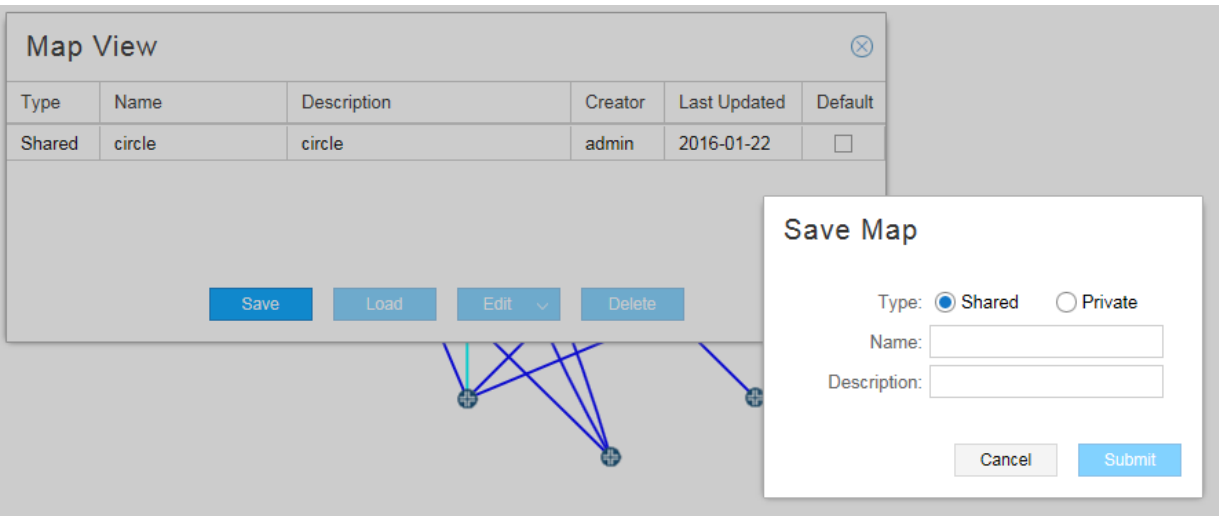 Map View
Type Name Description Creator Last Updated Default
Shared circle circle admin 2016-01-22
Save Load Edit Delete
Save Map
Type: Shared Private
Name:
Description:
Cancel Submit